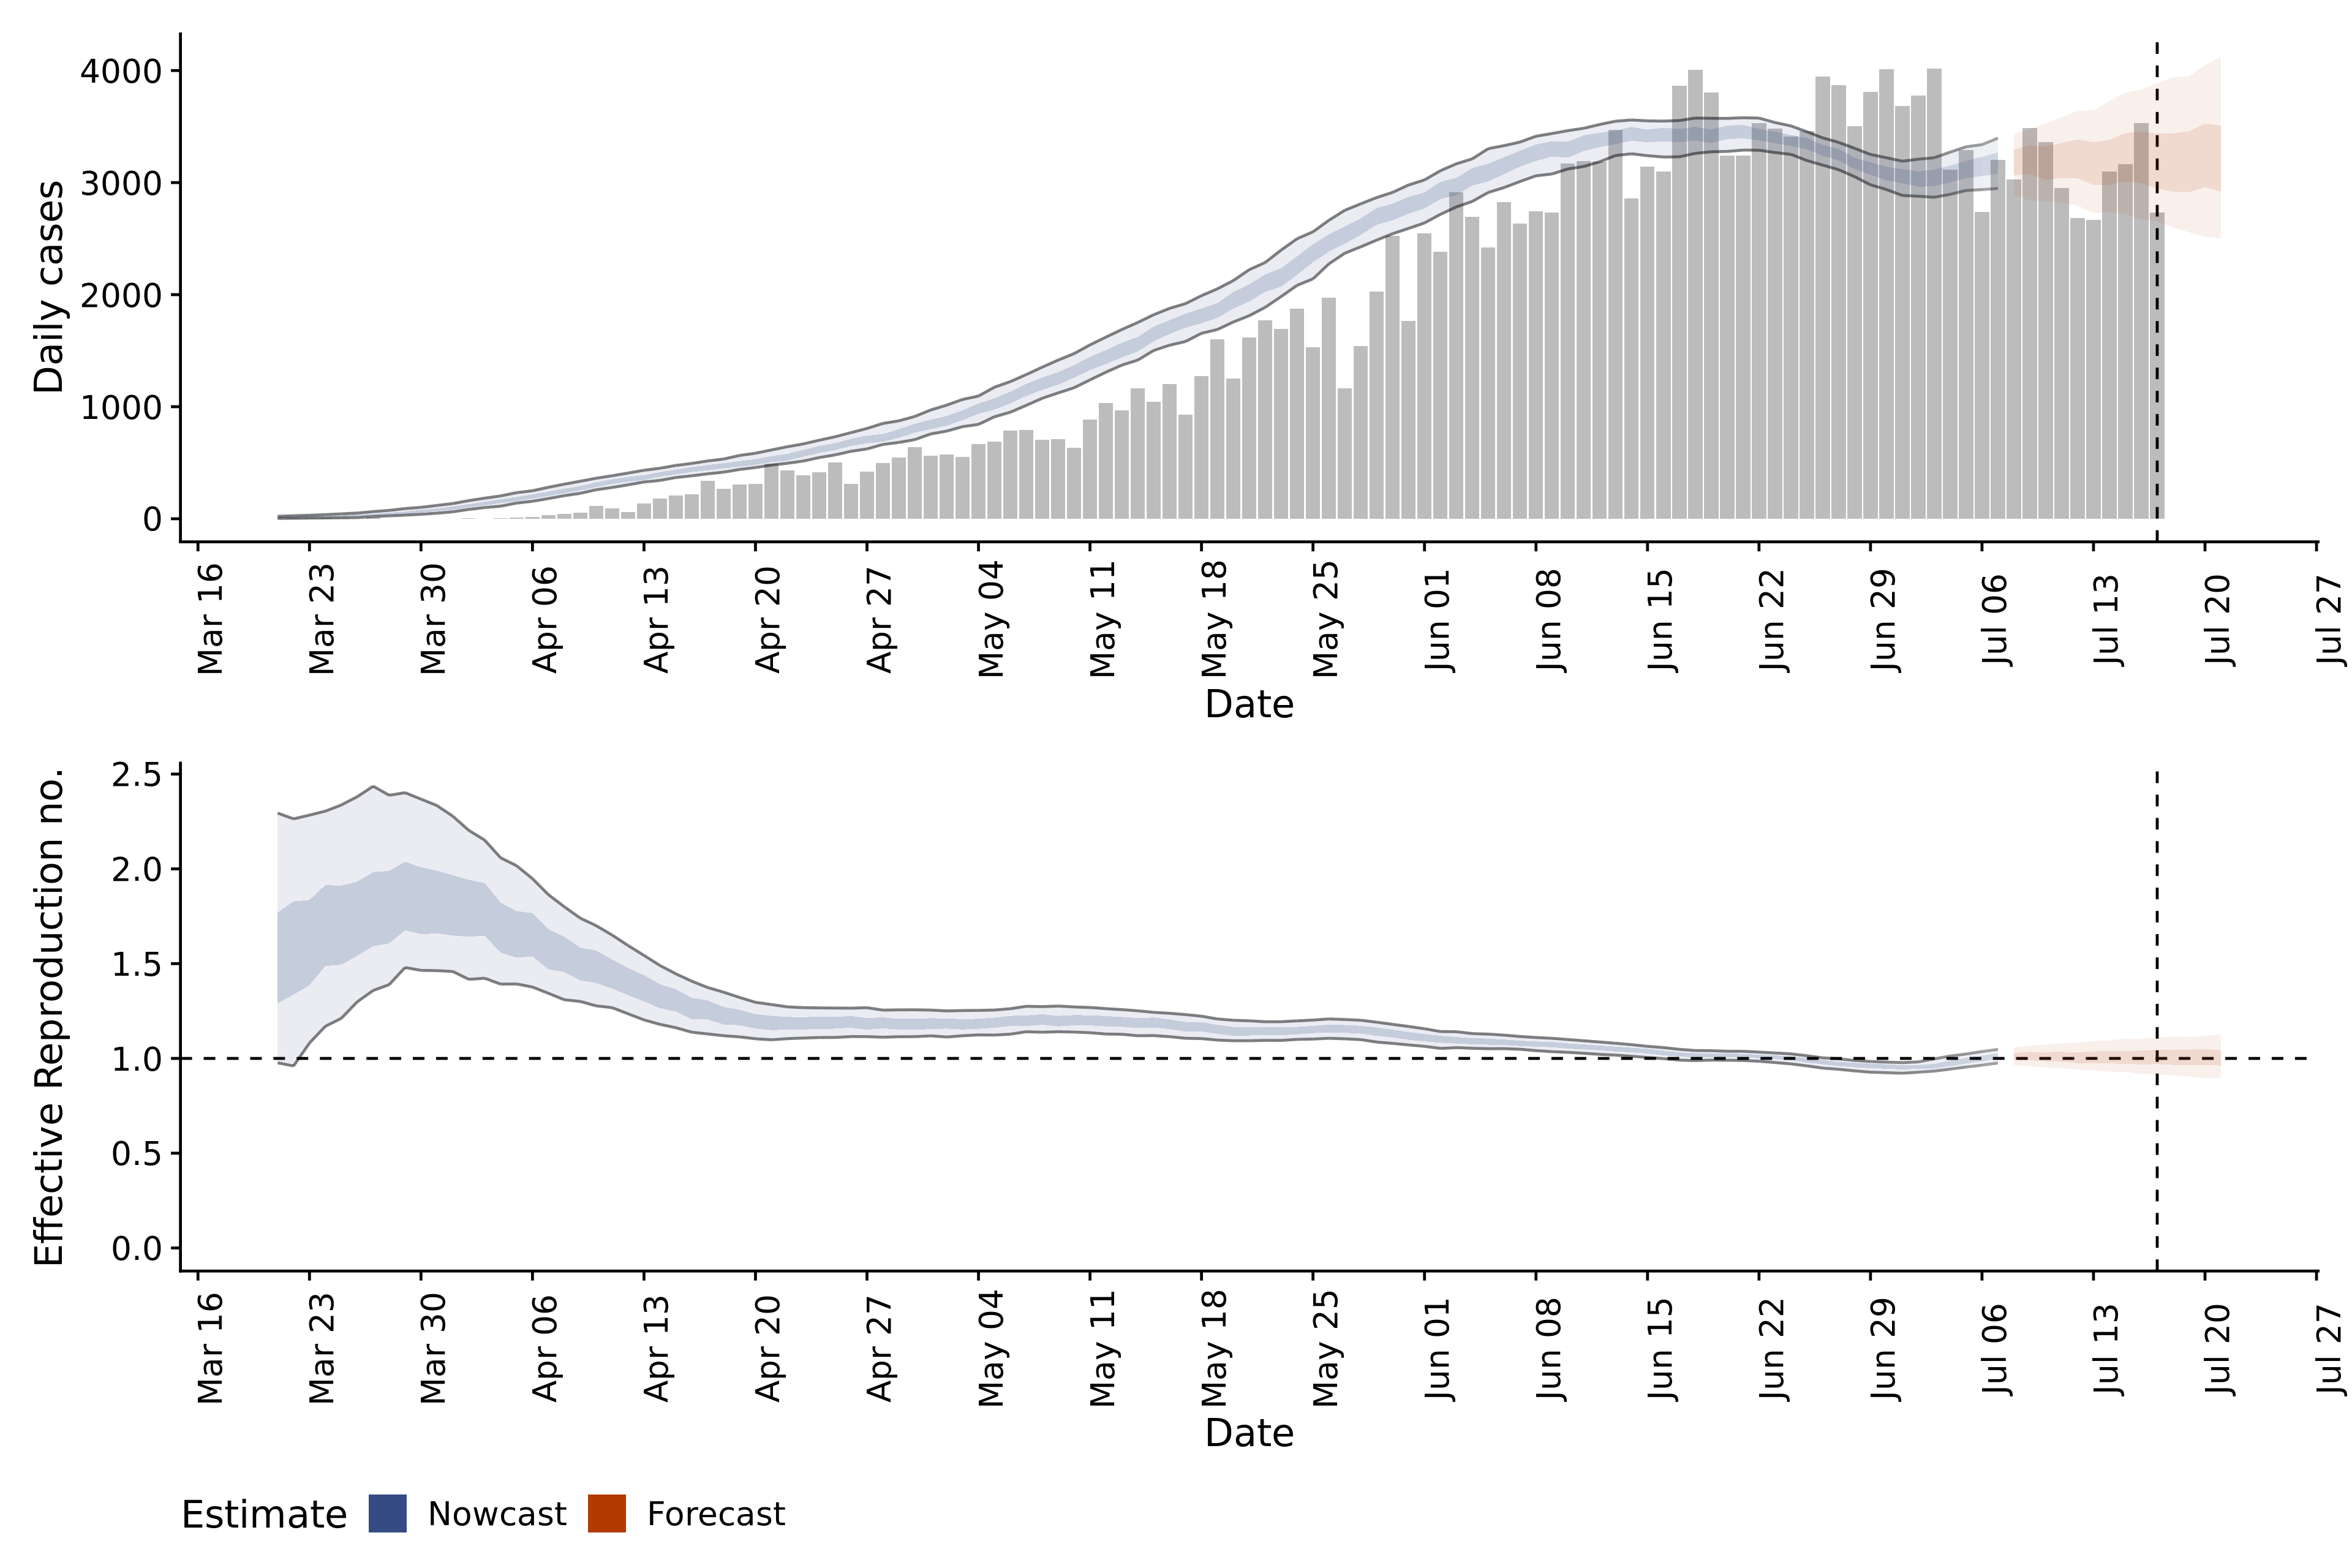 4000
3000
2000
1000
0
Daily cases
Mar 16
Mar 23
Mar 30
Apr 06
Apr 13
Apr 20
Apr 27
May 04
May 11
May 18
May 25
Jun 01
Jun 08
Jun 15
Jun 22
Jun 29
Jul 06
Jul 13
Jul 20
Jul 27
Date
2.5
2.0
1.5
1.0
0.5
0.0
Effective Reproduction no.
Mar 16
Mar 23
Mar 30
Apr 06
Apr 13
Apr 20
Apr 27
May 04
May 11
May 18
May 25
Jun 01
Jun 08
Jun 15
Jun 22
Jun 29
Jul 06
Jul 13
Jul 20
Jul 27
Date
Estimate Nowcast Forecast